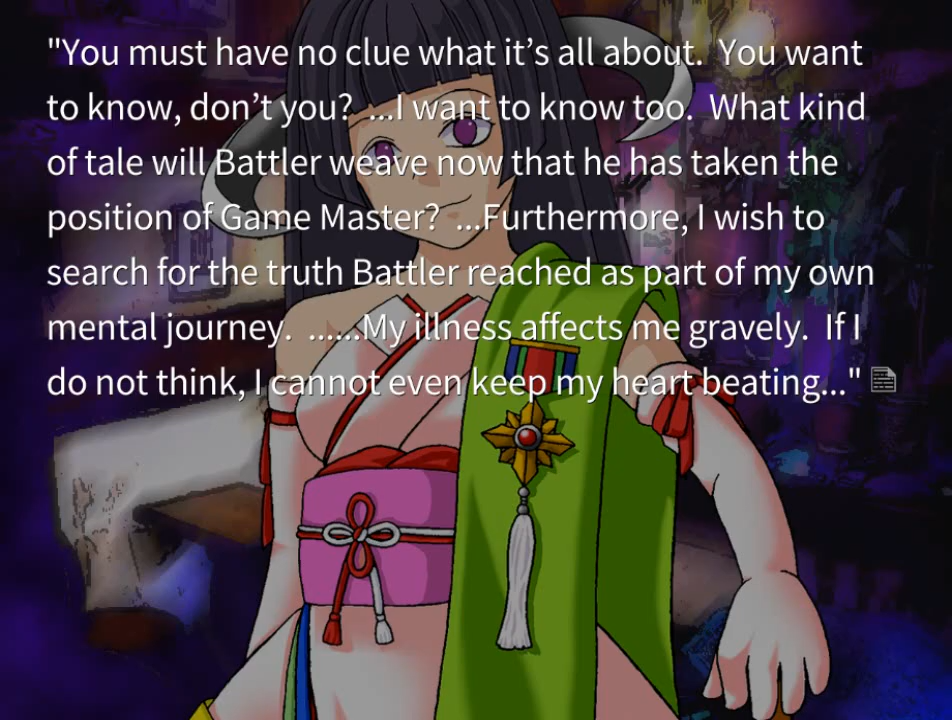 "You must have no clue what it’s all about.  You want
to know, don’t you?  ...I want to know too.  What kind
of tale will Battler weave now that he has taken the
position of Game Master?  ...Furthermore, I wish to
search for the truth Battler reached as part of my own
mental journey.  ......My illness affects me gravely.  If I
do not think, I cannot even keep my heart beating..."